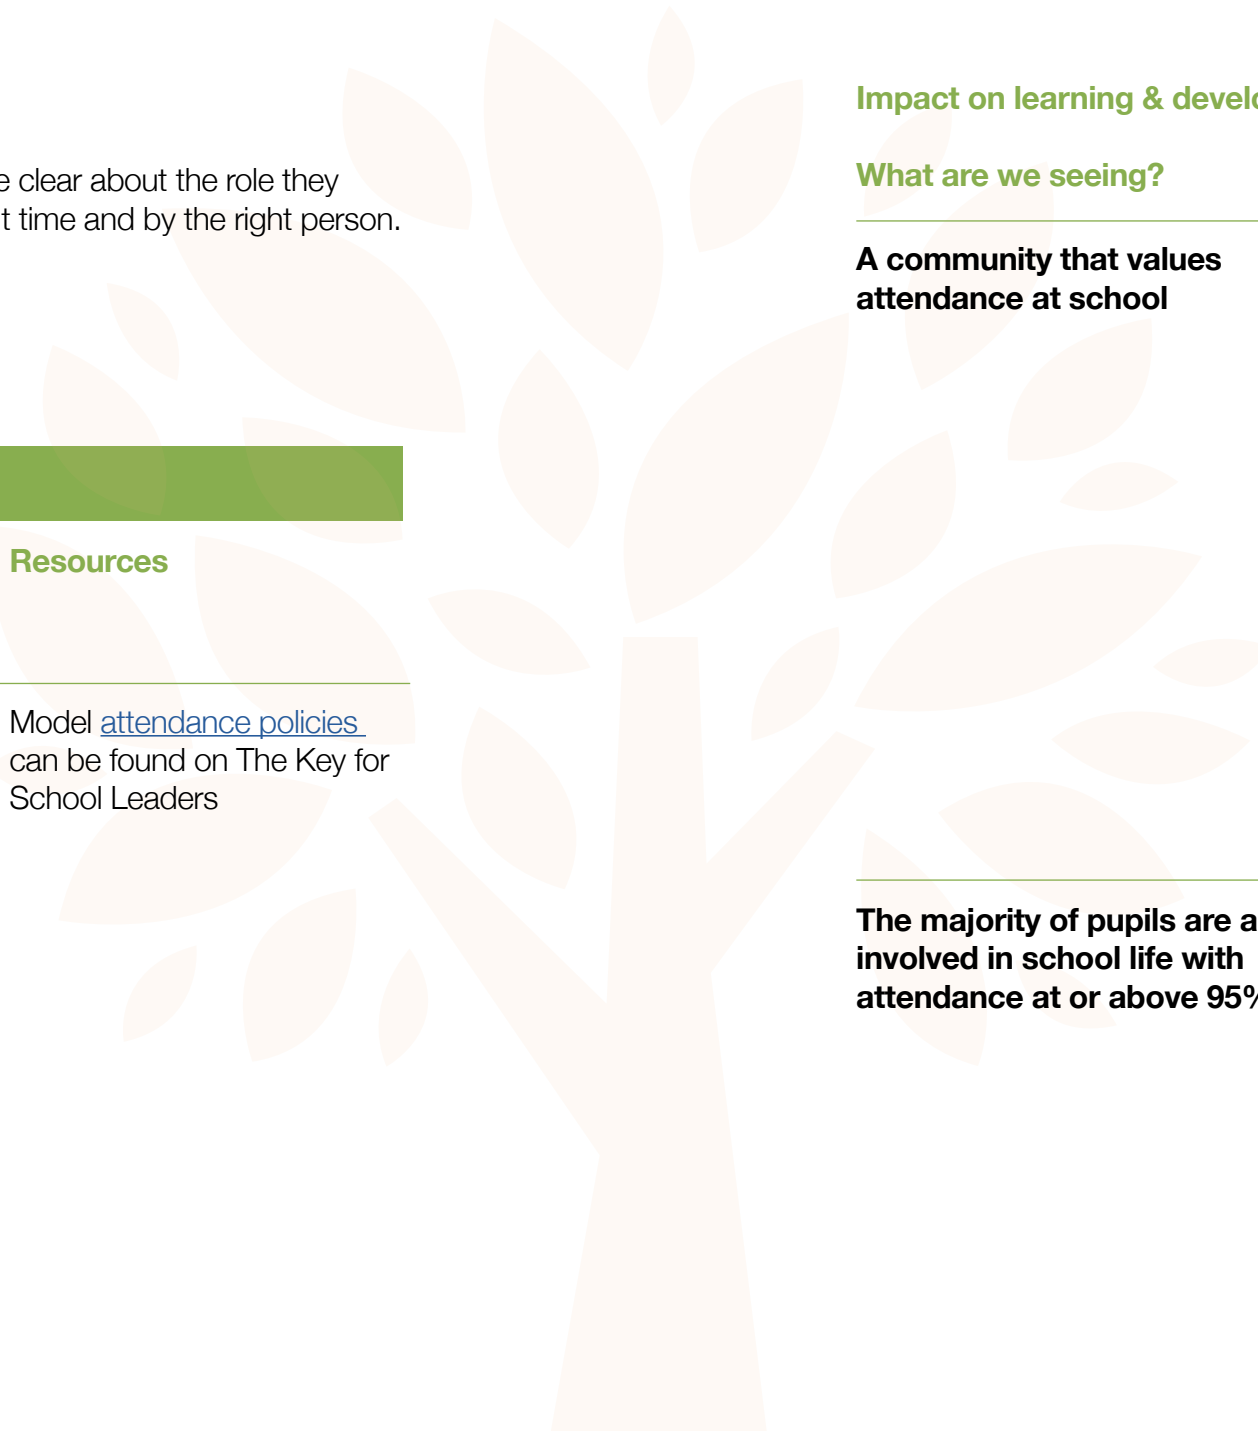 e clear about the role they
t time and by the right person.
Resources
Model attendance policies
can be found on The Key for
School Leaders
Impact on learning & develo
What are we seeing?
A community that values
attendance at school
The majority of pupils are a
involved in school life with
attendance at or above 95%